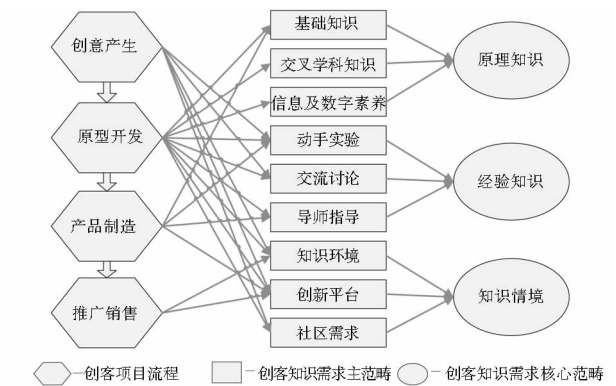 创意产生
原型开发
产品制造
推广销售
基础知识
交叉学科知识
信息及数字素养
动手实验
交流讨论
导师指导
知识环境
创新平台
社区需求
原理知识
经验知识
知识情境
创客项目流程
创客知识需求主范畴
创客知识需求核心范畴